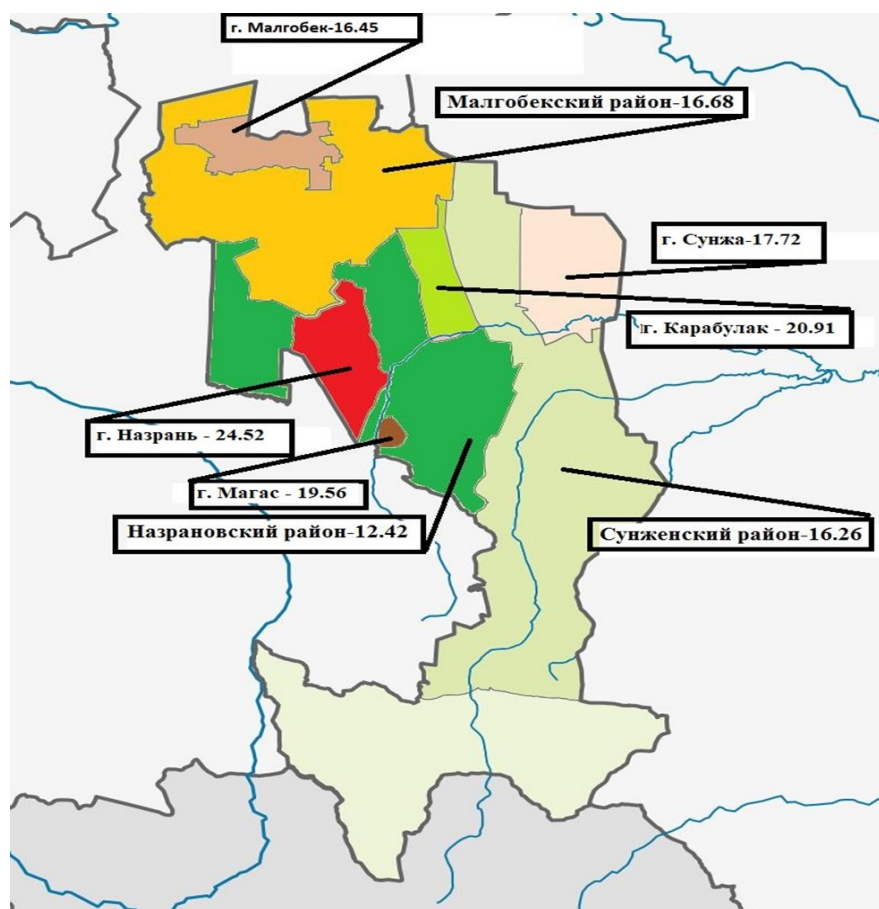 г. Малгобек-16.45
Малгобекский район-16.68
г. Сунжа-17.72
г. Карабулак - 20.91
г. Назрань - 24.52
г. Магас - 19.56
Назрановский район-12.42
Сунженский район-16.26